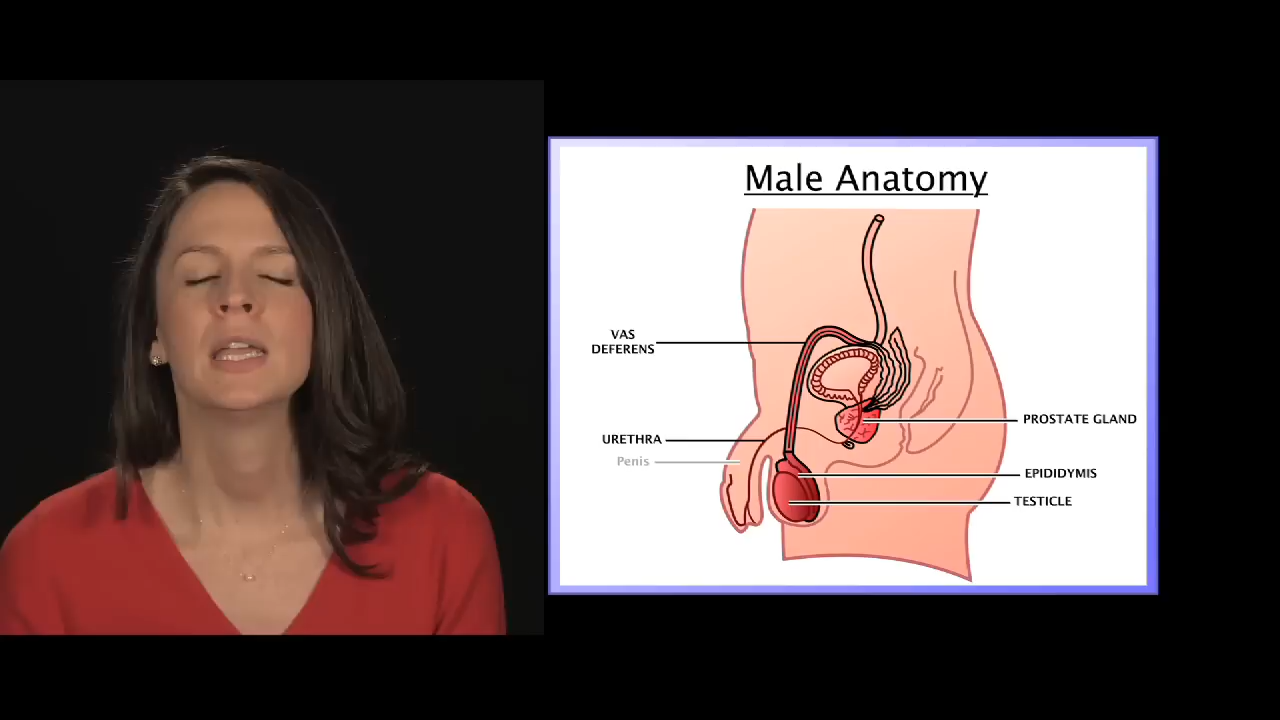 Male Anatomy
VAS
DEFERENS
URETHRA
Penis
PROSTATE GLAND
EPIDIDYMIS
TESTICLE